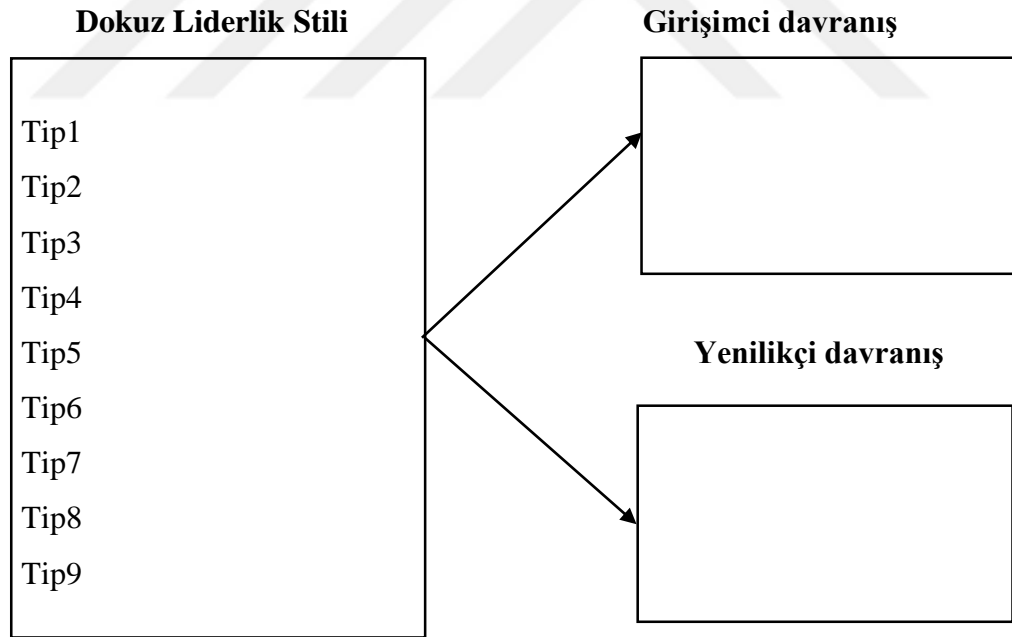 Dokuz Liderlik Stili
Girişimci davranış
Tip1
Tip2
Tip3
Tip4
Tip5
Tip6
Tip7
Tip8
Tip9
Yenilikçi davranış